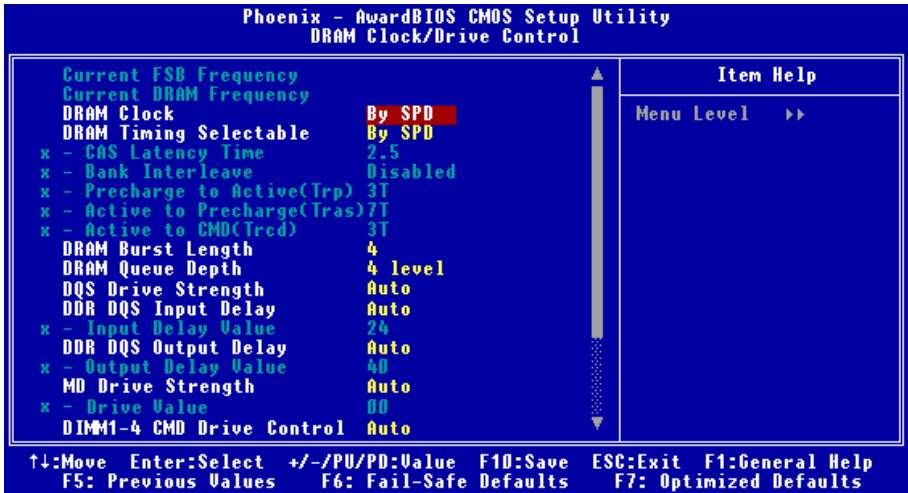 Phoenix - AwardBIOS CMOS Setup Utility
DRAM Clock/Drive Control
Current FSB Frequency
Current DRAM Frequency
DRAM Clock By SPD
DRAM Timing Selectable By SPD
x - CAS Latency Time 2.5
x - Bank Interleave Disabled
x - Precharge to Active(Trp) 3T
x - Active to Precharge(Tras)7T
x - Active to CMD(Trcd) 3T
DRAM Burst Length 4
DRAM Queue Depth 4 level
DQS Drive Strength Auto
DDR DQS Input Delay Auto
x - Input Delay Value 24
DDR DQS Output Delay Auto
x - Output Delay Value 40
MD Drive Strength Auto
x - Drive Value 00
DIMM1-4 CMD Drive Control Auto
Item Help
Menu Level ▸▸
↑↓:Move Enter:Select +/-/PU/PD:Value F10:Save ESC:Exit F1:General Help
F5: Previous Values F6: Fail-Safe Defaults F7: Optimized Defaults